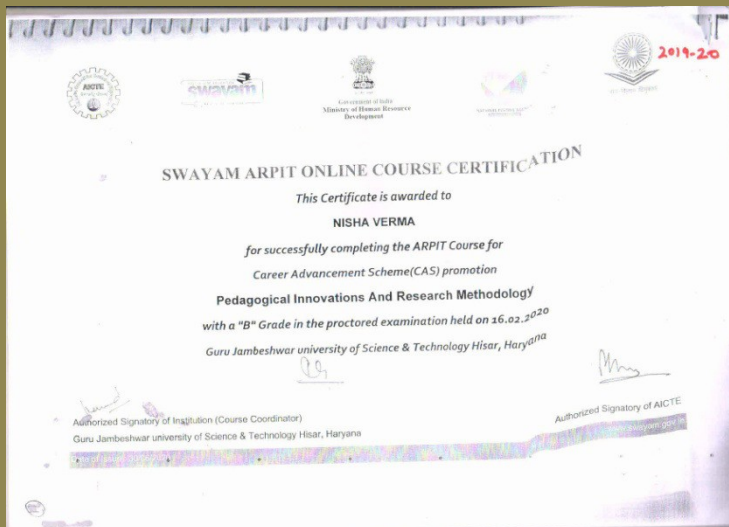 2019-20
AICTE
swayam
Government of India
Ministry of Human Resource
Development
SWAYAM ARPIT ONLINE COURSE CERTIFICATION
This Certificate is awarded to
NISHA VERMA
for successfully completing the ARPIT Course for
Career Advancement Scheme(CAS) promotion
Pedagogical Innovations And Research Methodology
with a "B" Grade in the proctored examination held on 16.02.2020
Guru Jambeshwar university of Science & Technology Hisar, Haryana
Authorized Signatory of Institution (Course Coordinator)
Guru Jambeshwar university of Science & Technology Hisar, Haryana
Authorized Signatory of AICTE